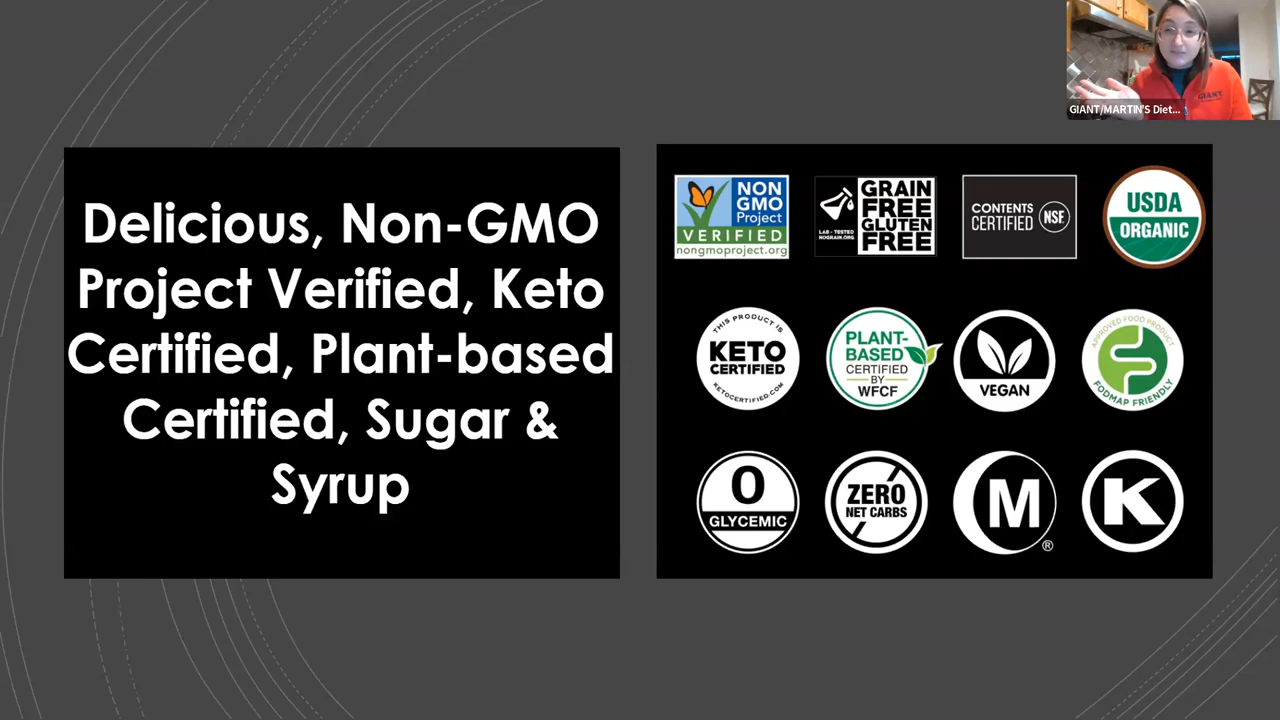 GIANT
GIANT/MARTIN'S Diet...
Delicious, Non-GMO
Project Verified, Keto
Certified, Plant-based
Certified, Sugar &
Syrup
NON
GMO
Project
VERIFIED
nongmoproject.org
LAB - TESTED
NOGRAIN.ORG
GRAIN
FREE
GLUTEN
FREE
CONTENTS
CERTIFIED
NSF
USDA
ORGANIC
THIS PRODUCT IS
KETO
CERTIFIED
KETOCERTIFIED.COM
PLANT-
BASED
CERTIFIED
BY
WFCF
VEGAN
APPROVED FOOD PRODUCT
FODMAP FRIENDLY
0
GLYCEMIC
ZERO
NET CARBS
M
®
K